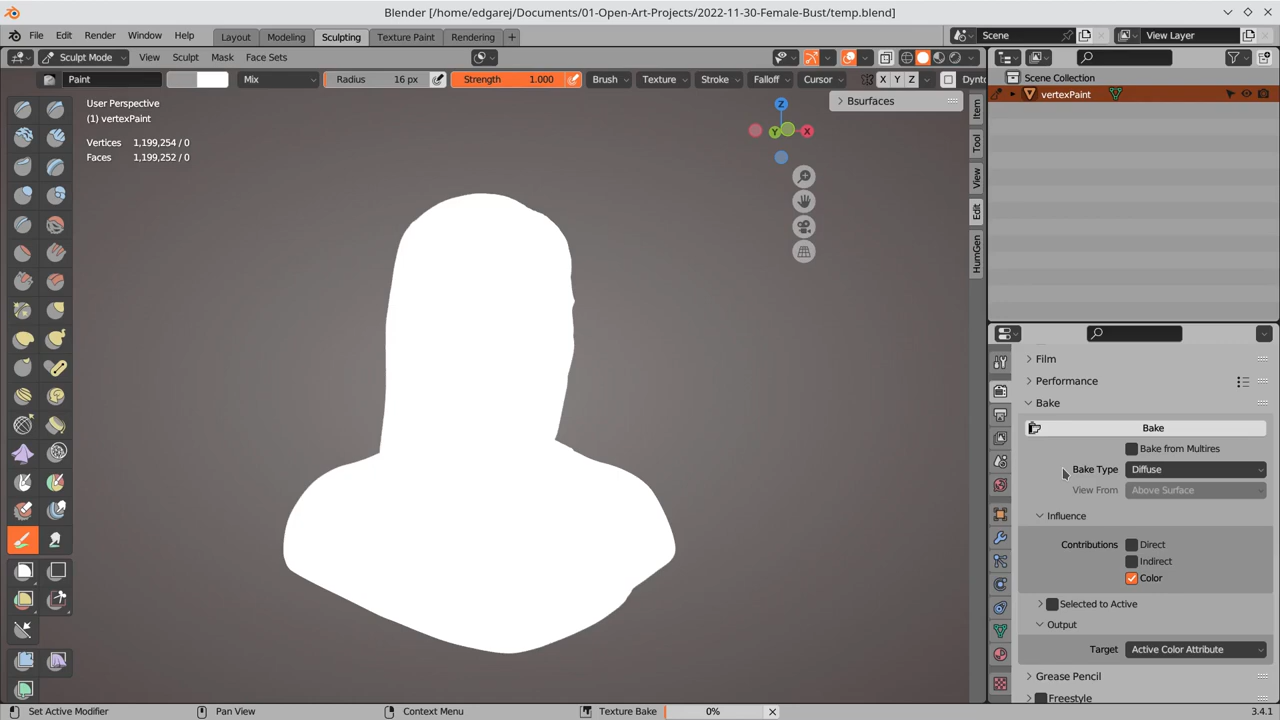 Blender [/home/edgarej/Documents/01-Open-Art-Projects/2022-11-30-Female-Bust/temp.blend]
File Edit Render Window Help Layout Modeling Sculpting Texture Paint Rendering + Scene View Layer
Sculpt Mode View Sculpt Mask Face Sets
Paint Mix Radius 16 px Strength 1.000 Brush Texture Stroke Falloff Cursor X Y Z Dynto
Scene Collection
vertexPaint
User Perspective
(1) vertexPaint
Vertices 1,199,254 / 0
Faces 1,199,252 / 0
Bsurfaces
Z
Y X
Item
Tool
View
Edit
HumGen
Film
Performance
Bake
Bake
Bake from Multires
Bake Type Diffuse
View From Above Surface
Influence
Contributions Direct
Indirect
Color
Selected to Active
Output
Target Active Color Attribute
Grease Pencil
Freestyle
Set Active Modifier Pan View Context Menu Texture Bake 0% 3.4.1